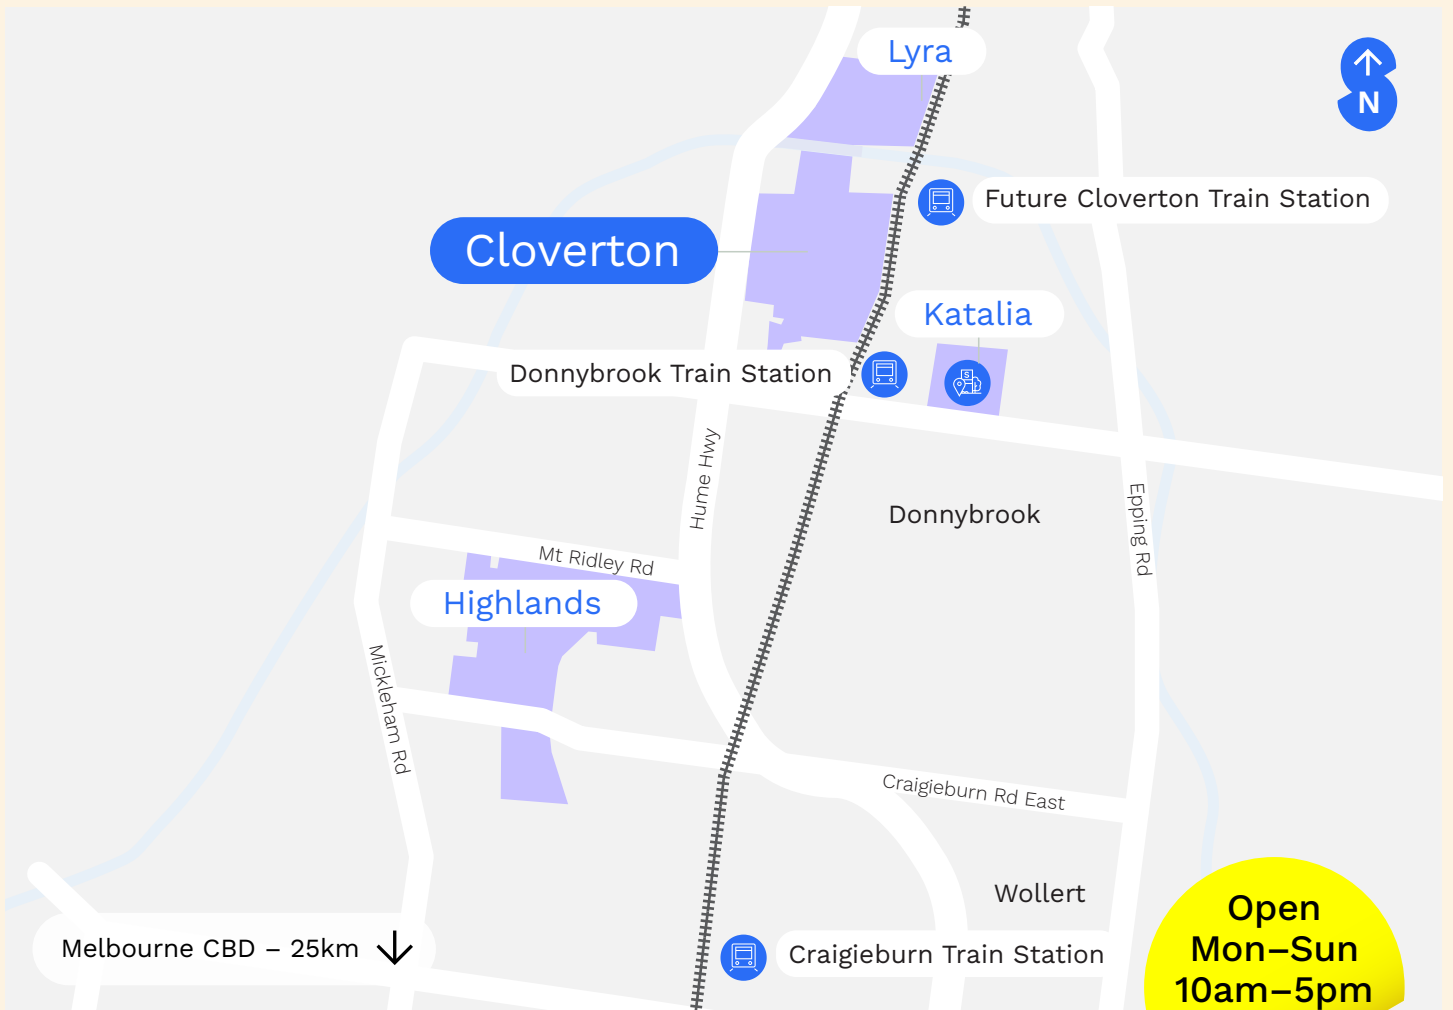 Lyra
N
Future Cloverton Train Station
Cloverton
Katalia
Donnybrook Train Station
S
Hume Hwy
Epping Rd
Donnybrook
Mt Ridley Rd
Highlands
Mickleham Rd
Craigieburn Rd East
Wollert
Open
Mon–Sun
10am–5pm
Melbourne CBD – 25km
Craigieburn Train Station